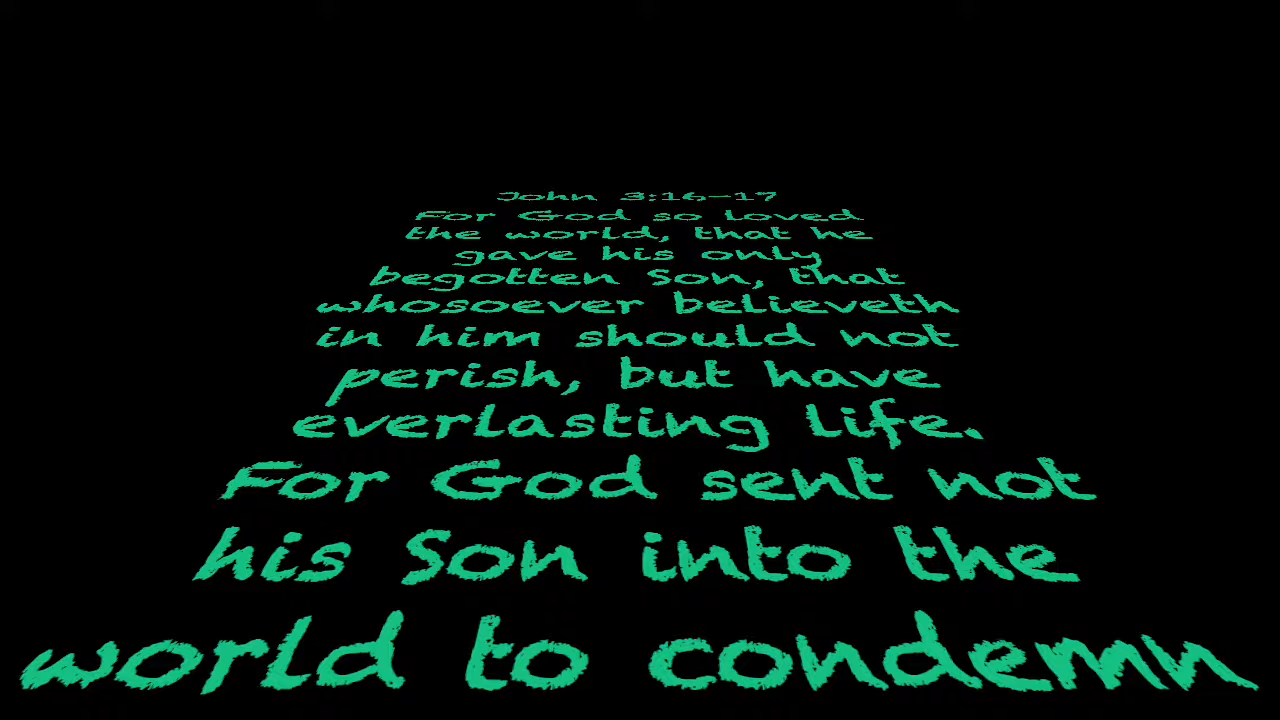 John 3:16-17
For God so loved
the world, that he
gave his only
begotten Son, that
whosoever believeth
in him should not
perish, but have
everlasting life.
For God sent not
his Son into the
world to condemn